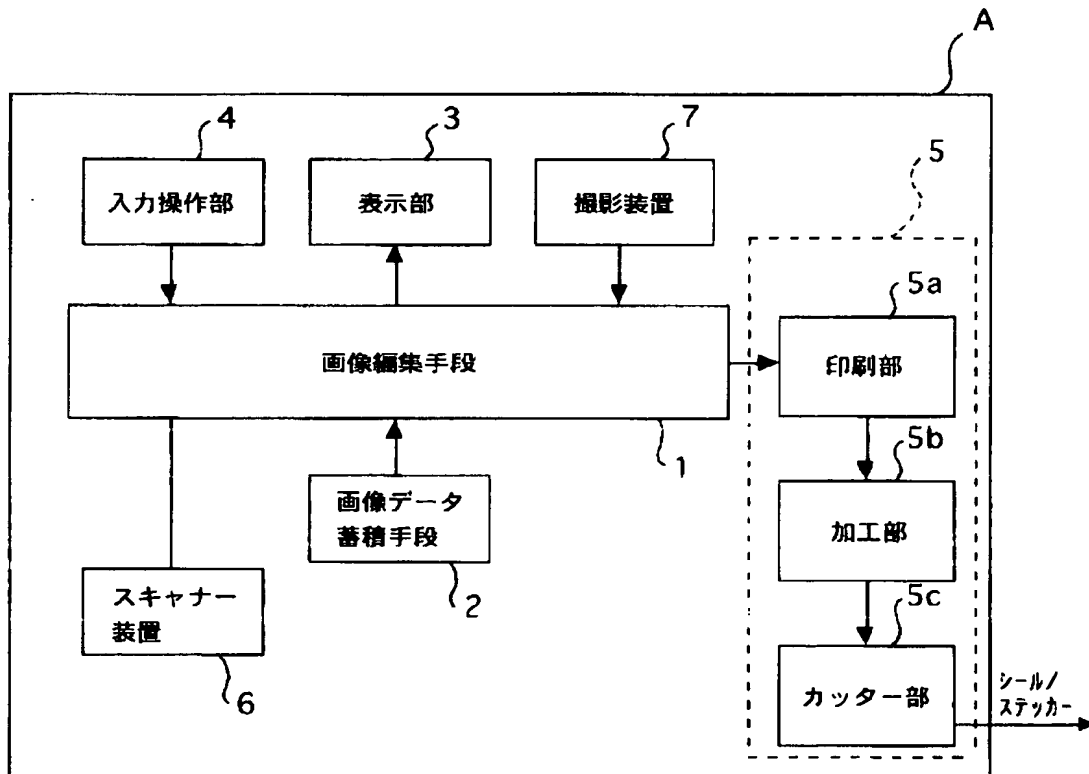 A
4
3
7
5
入力操作部
表示部
撮影装置
5a
画像編集手段
印刷部
1
5b
画像データ
蓄積手段
加工部
2
スキャナー
装置
5c
6
カッター部
シール/
ステッカー